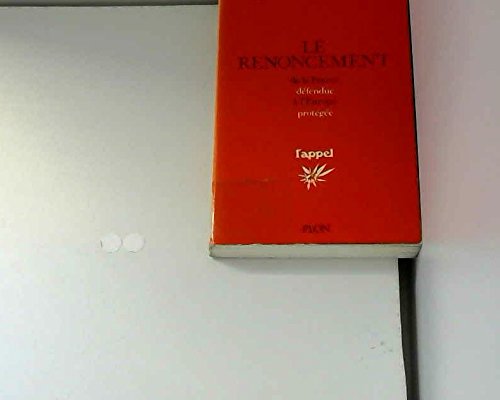 LE
RENONCEMENT
de la France
défendue
à l'Europe
protégée
l'appel
PLON